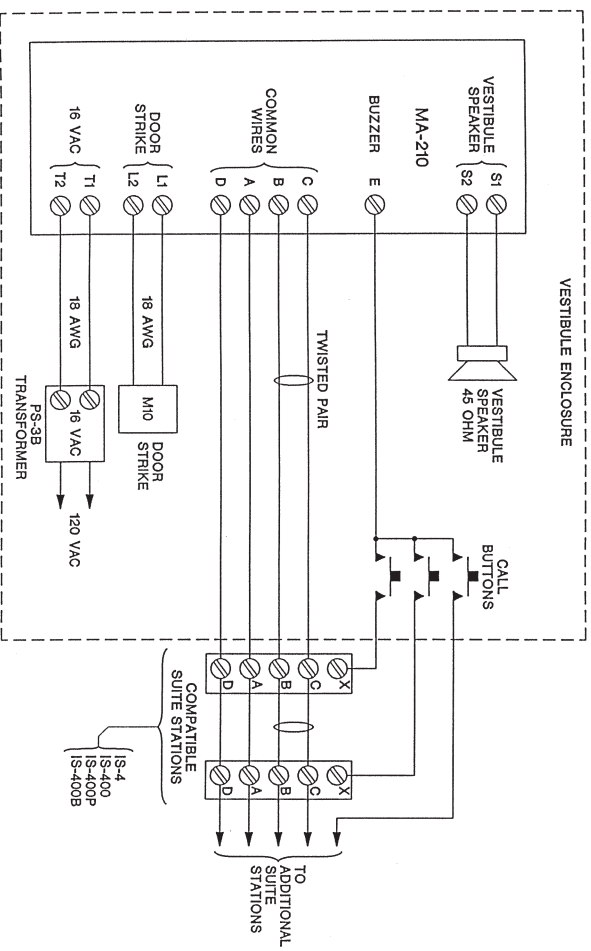 VESTIBULE ENCLOSURE
VESTIBULE
SPEAKER
S1
S2
MA-210
BUZZER
E
COMMON
WIRES
C
B
A
D
DOOR
STRIKE
L1
L2
16 VAC
T1
T2
VESTIBULE
SPEAKER
45 OHM
TWISTED PAIR
18 AWG
M10
DOOR
STRIKE
18 AWG
16 VAC
PS-3B
TRANSFORMER
120 VAC
CALL
BUTTONS
X
C
B
A
D
COMPATIBLE
SUITE STATIONS
IS-4
IS-400
IS-400P
IS-400B
X
C
B
A
D
TO
ADDITIONAL
SUITE
STATIONS